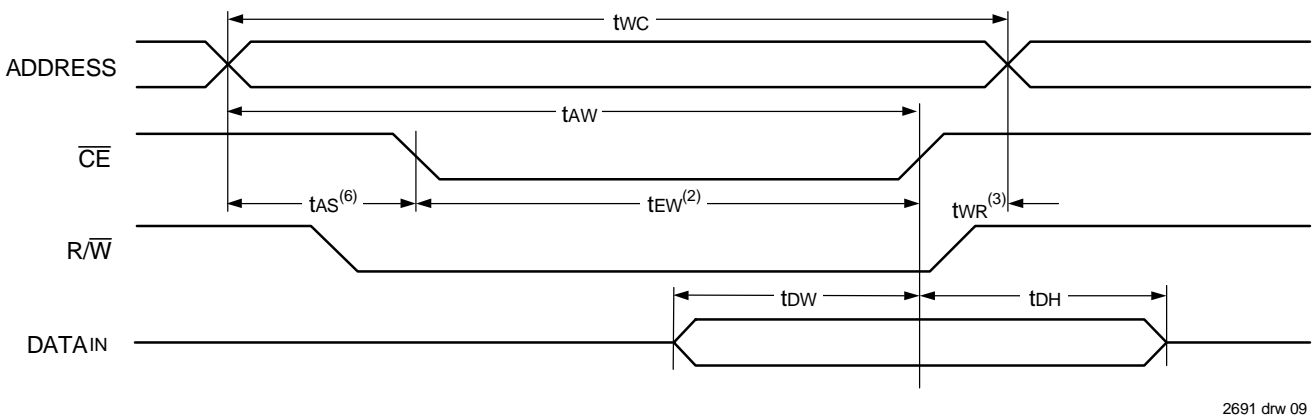 tWC
ADDRESS
tAW
CE
tAS(6) tEW(2) tWR(3)
R/W
tDW tDH
DATAIN
2691 drw 09